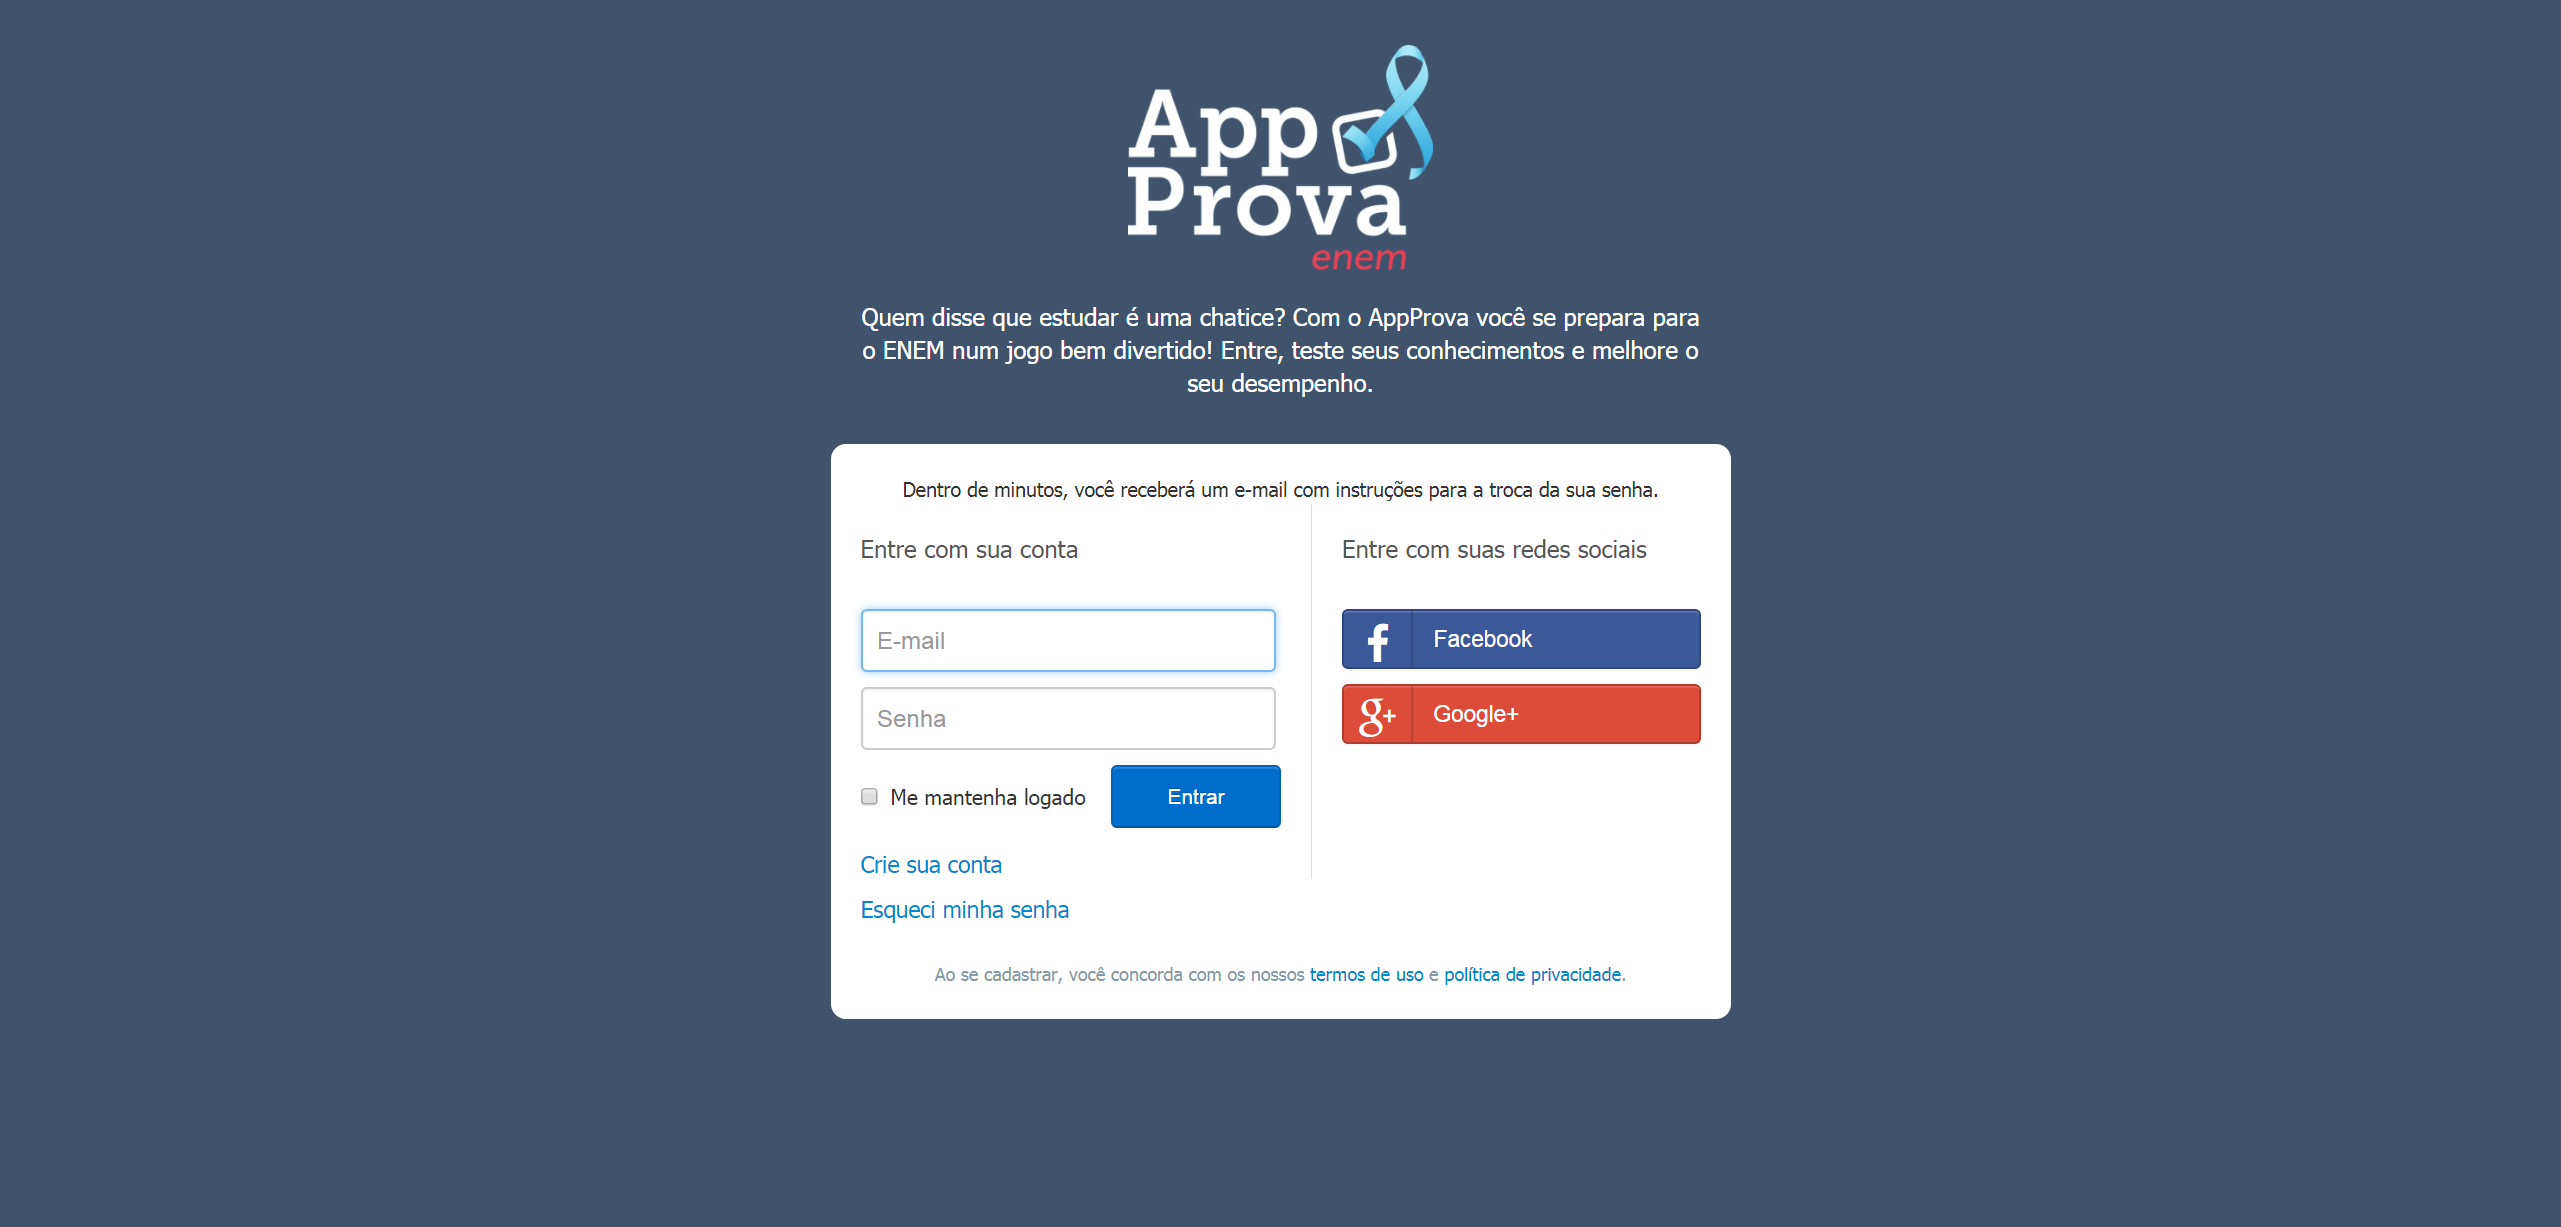 App
Prova
enem
Quem disse que estudar é uma chatice? Com o AppProva você se prepara para
o ENEM num jogo bem divertido! Entre, teste seus conhecimentos e melhore o
seu desempenho.
Dentro de minutos, você receberá um e-mail com instruções para a troca da sua senha.
Entre com sua conta
E-mail
Senha
Me mantenha logado
Entrar
Crie sua conta
Esqueci minha senha
Entre com suas redes sociais
f Facebook
g+ Google+
Ao se cadastrar, você concorda com os nossos termos de uso e política de privacidade.